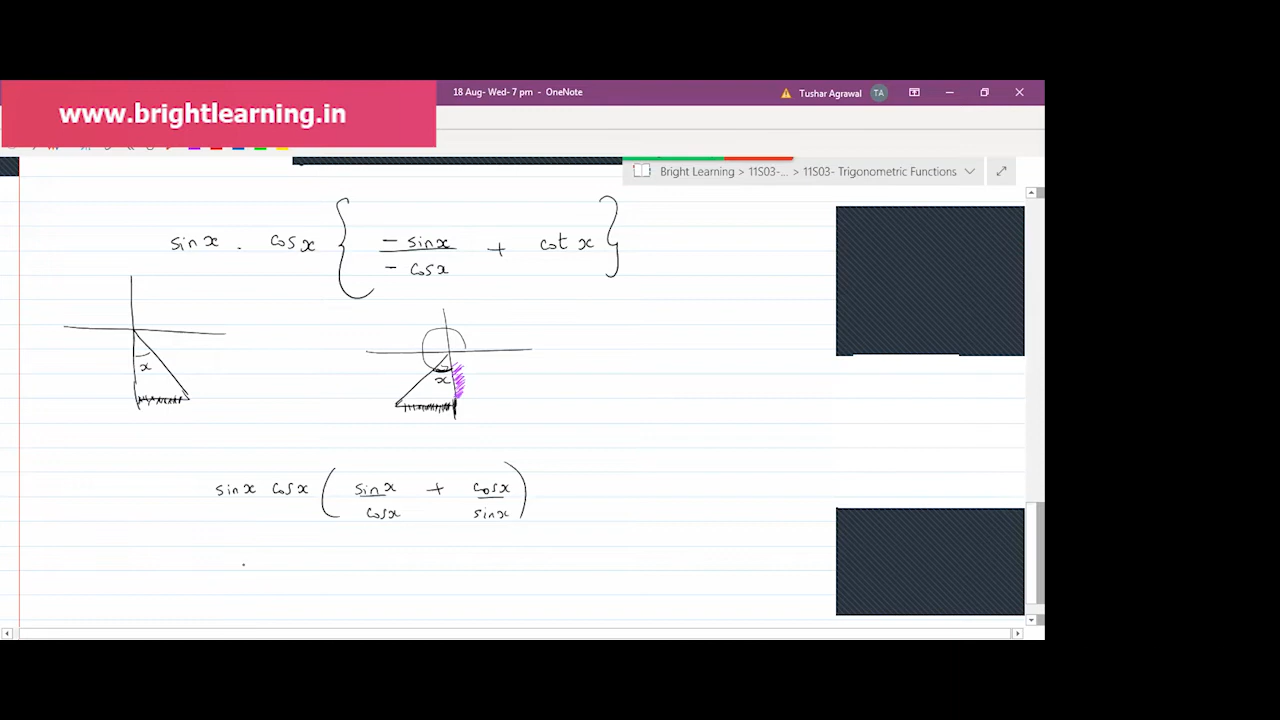 18 Aug- Wed- 7 pm - OneNote
Tushar Agrawal
TA
www.brightlearning.in
Bright Learning > 11S03-... > 11S03- Trigonometric Functions
sin x . cos x { - sin x / - cos x + cot x }
x
x
sin x cos x ( sin x / cos x + cos x / sin x )